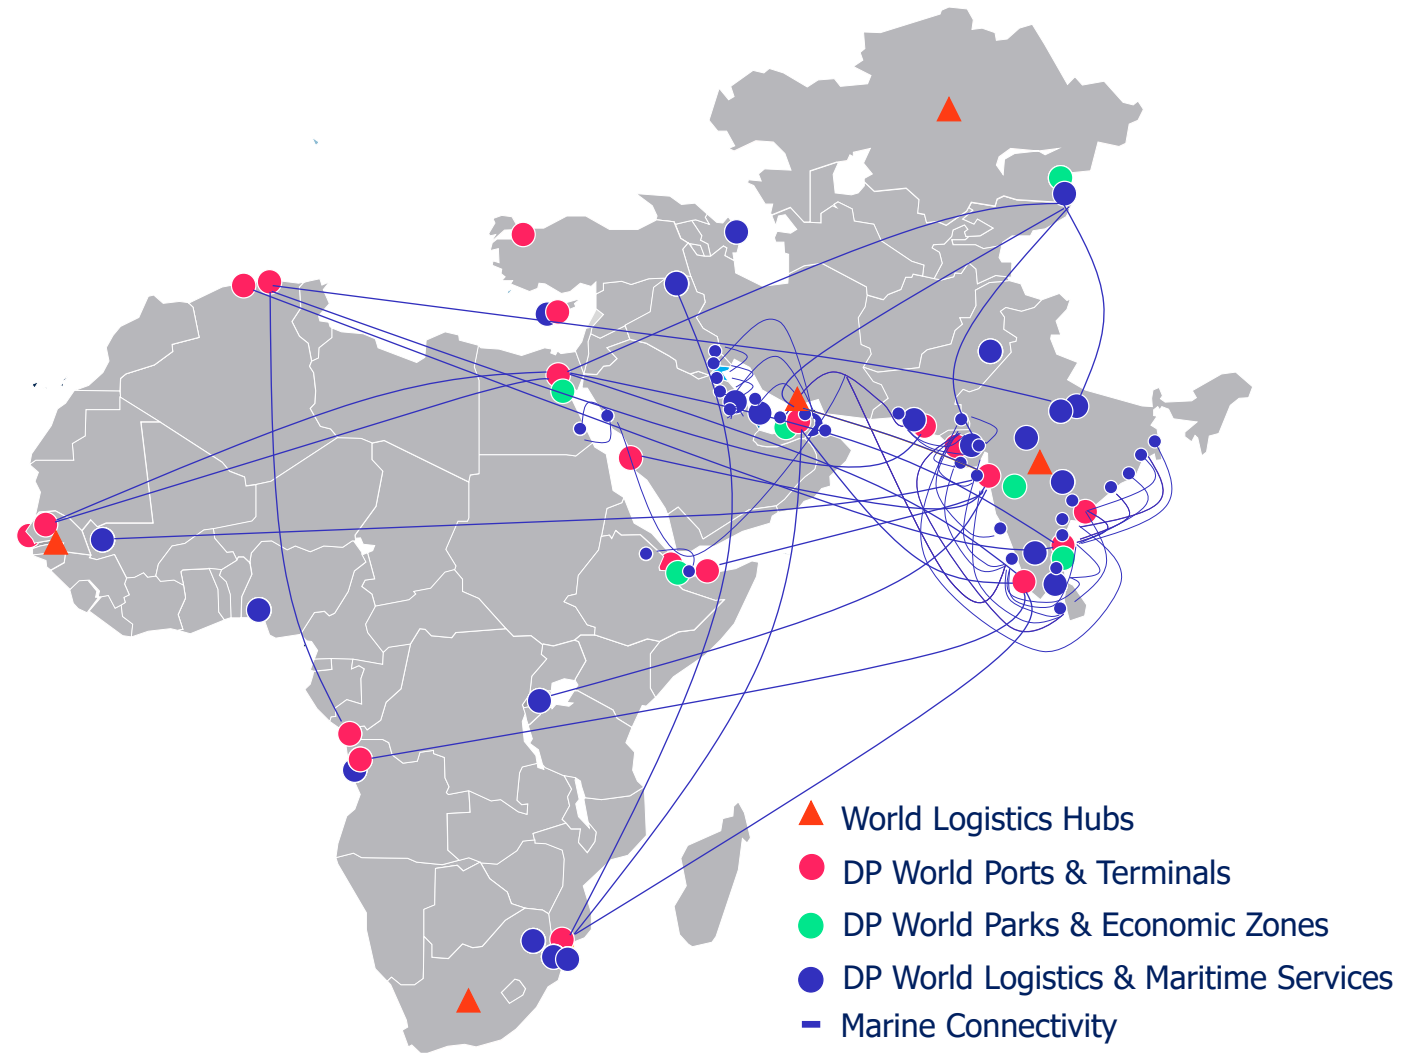 World Logistics Hubs
DP World Ports & Terminals
DP World Parks & Economic Zones
DP World Logistics & Maritime Services
Marine Connectivity